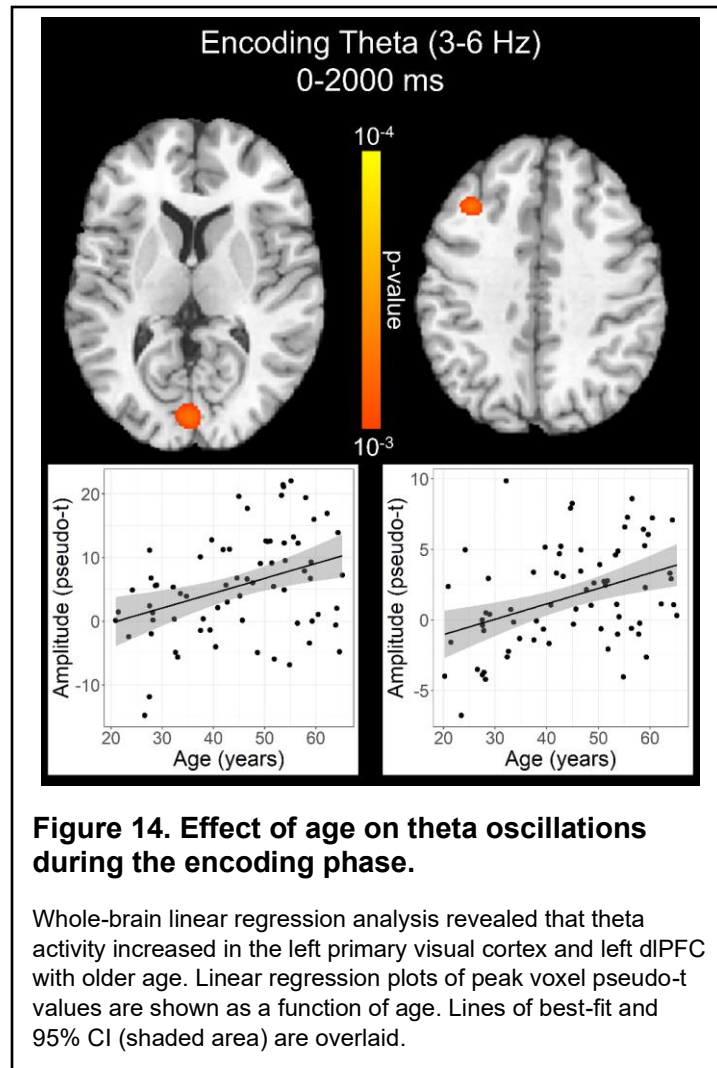 Encoding Theta (3-6 Hz)
0-2000 ms
10-4
p-value
10-3
20
10
0
-10
Amplitude (pseudo-t)
20 30 40 50 60
Age (years)
10
5
0
-5
Amplitude (pseudo-t)
20 30 40 50 60
Age (years)
Figure 14. Effect of age on theta oscillations
during the encoding phase.
Whole-brain linear regression analysis revealed that theta
activity increased in the left primary visual cortex and left dlPFC
with older age. Linear regression plots of peak voxel pseudo-t
values are shown as a function of age. Lines of best-fit and
95% CI (shaded area) are overlaid.